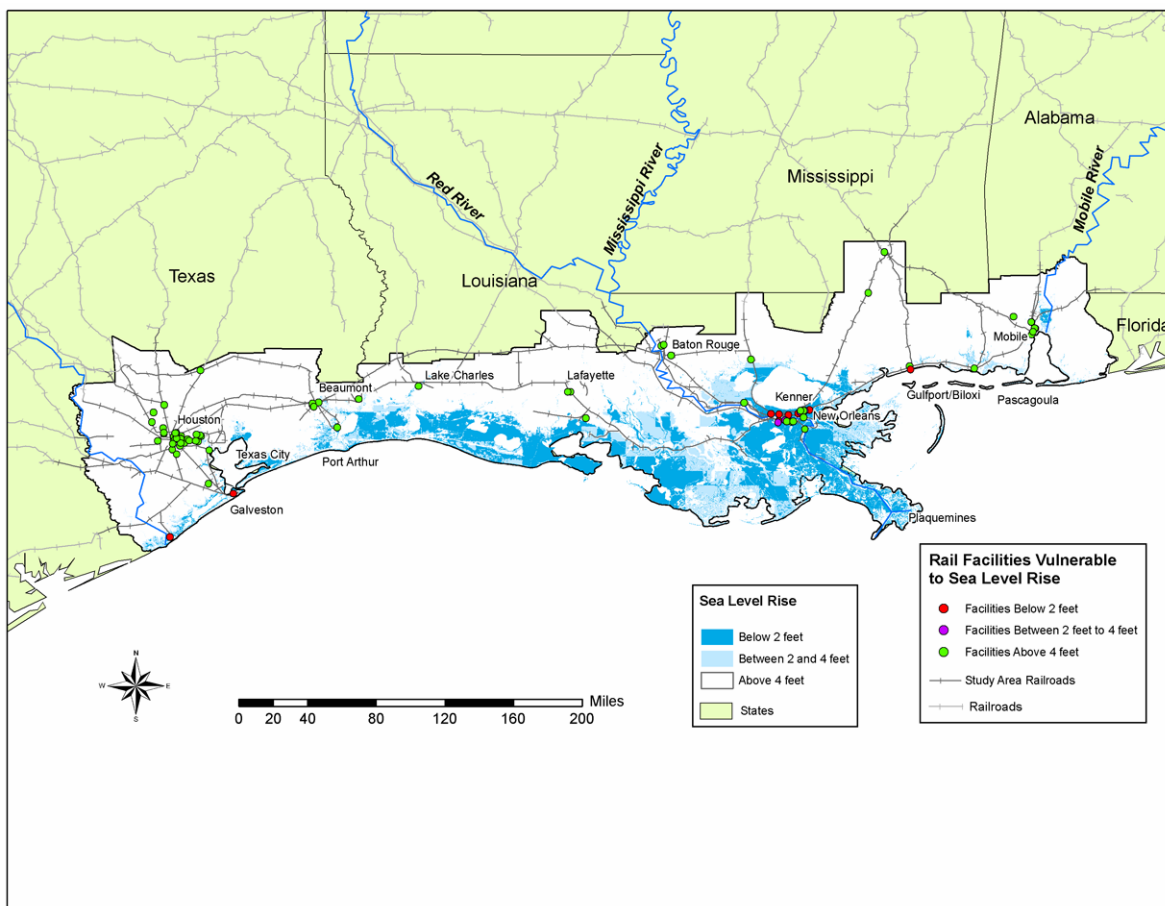 Alabama
Mississippi
Mobile River
Mississippi River
Red River
Texas
Louisiana
Florida
Mobile
Baton Rouge
Lake Charles
Lafayette
Beaumont
Kenner
Gulfport/Biloxi
Pascagoula
Houston
New Orleans
Texas City
Port Arthur
Galveston
Plaquemines
Rail Facilities Vulnerable
to Sea Level Rise
Facilities Below 2 feet
Facilities Between 2 feet to 4 feet
Facilities Above 4 feet
Study Area Railroads
Railroads
Sea Level Rise
Below 2 feet
Between 2 and 4 feet
Above 4 feet
States
N
W E
S
Miles
0 20 40 80 120 160 200